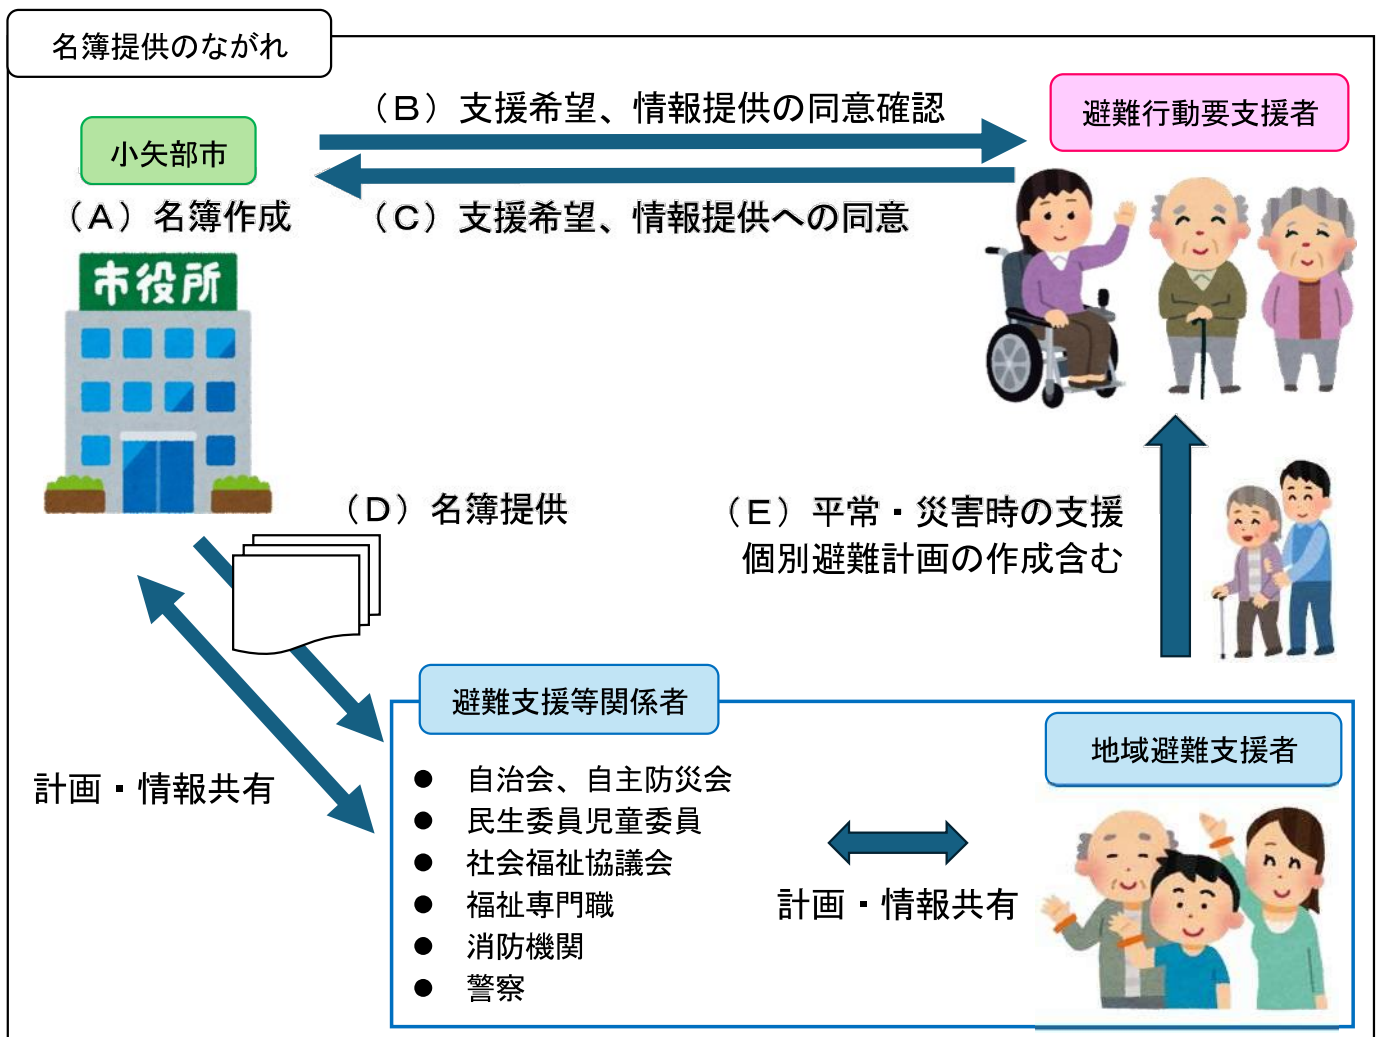 名簿提供のながれ
（Ｂ）支援希望、情報提供の同意確認
避難行動要支援者
小矢部市
（Ａ）名簿作成
（Ｃ）支援希望、情報提供への同意
市役所
（Ｄ）名簿提供
（Ｅ）平常・災害時の支援
個別避難計画の作成含む
避難支援等関係者
地域避難支援者
計画・情報共有
● 自治会、自主防災会
● 民生委員児童委員
● 社会福祉協議会
● 福祉専門職
● 消防機関
● 警察
計画・情報共有